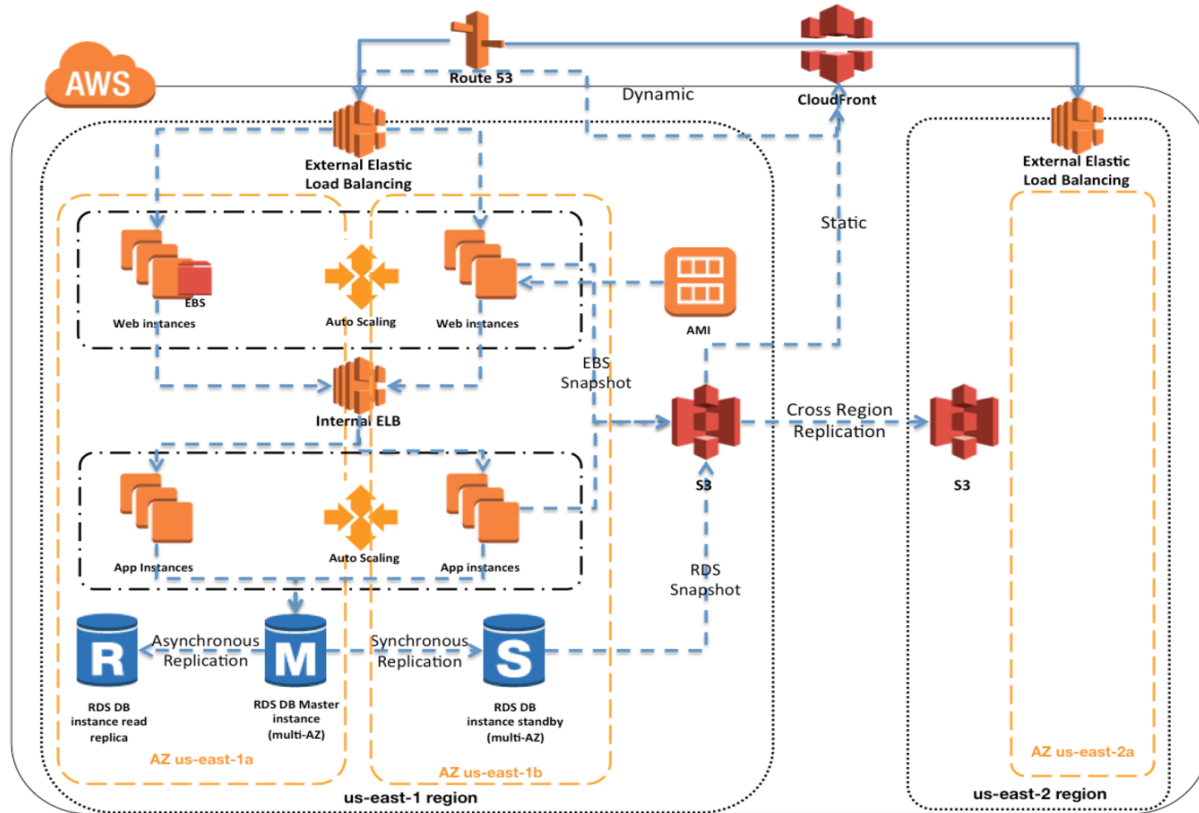 AWS
Route 53
Dynamic
CloudFront
External Elastic
Load Balancing
External Elastic
Load Balancing
Static
EBS
Web instances
Auto Scaling
Web instances
AMI
EBS
Snapshot
Internal ELB
Cross Region
Replication
S3
S3
App Instances
Auto Scaling
App instances
RDS
Snapshot
R
Asynchronous
Replication
M
Synchronous
Replication
S
RDS DB
instance read
replica
RDS DB Master
instance
(multi-AZ)
RDS DB
instance standby
(multi-AZ)
AZ us-east-1a
AZ us-east-1b
AZ us-east-2a
us-east-1 region
us-east-2 region